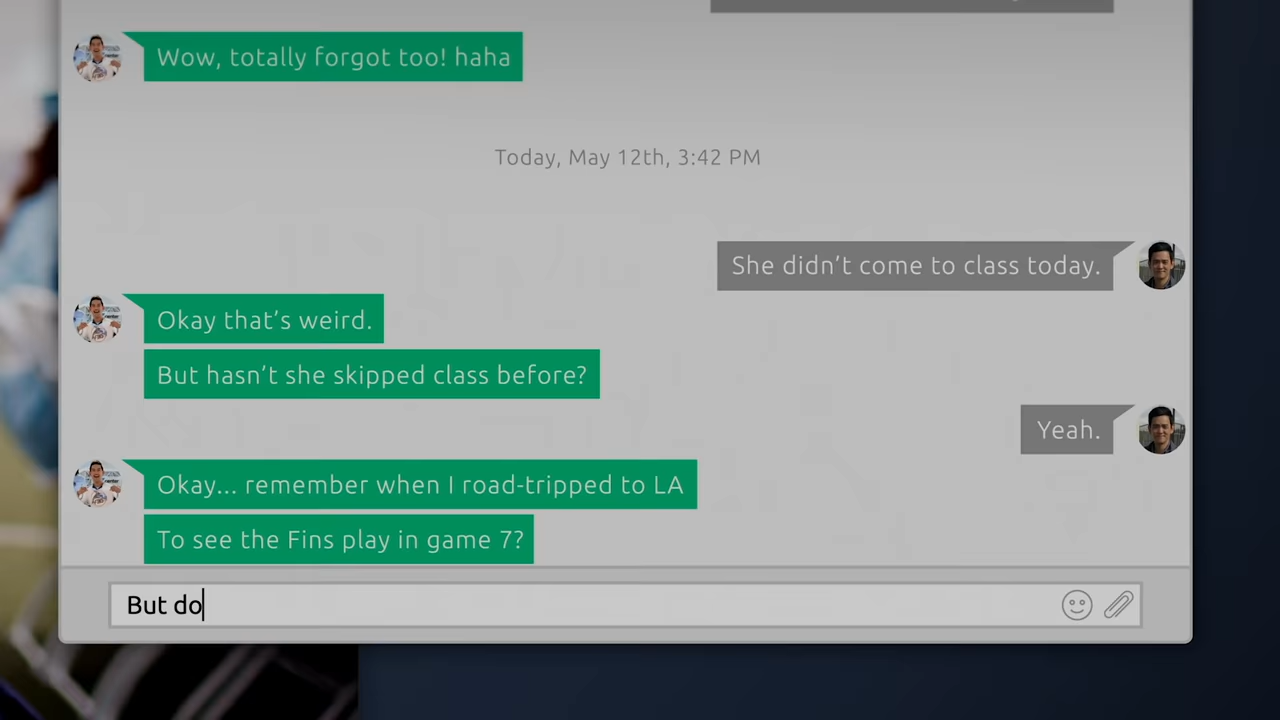 Wow, totally forgot too! haha
Today, May 12th, 3:42 PM
She didn't come to class today.
Okay that's weird.
But hasn't she skipped class before?
Yeah.
Okay... remember when I road-tripped to LA
To see the Fins play in game 7?
But do